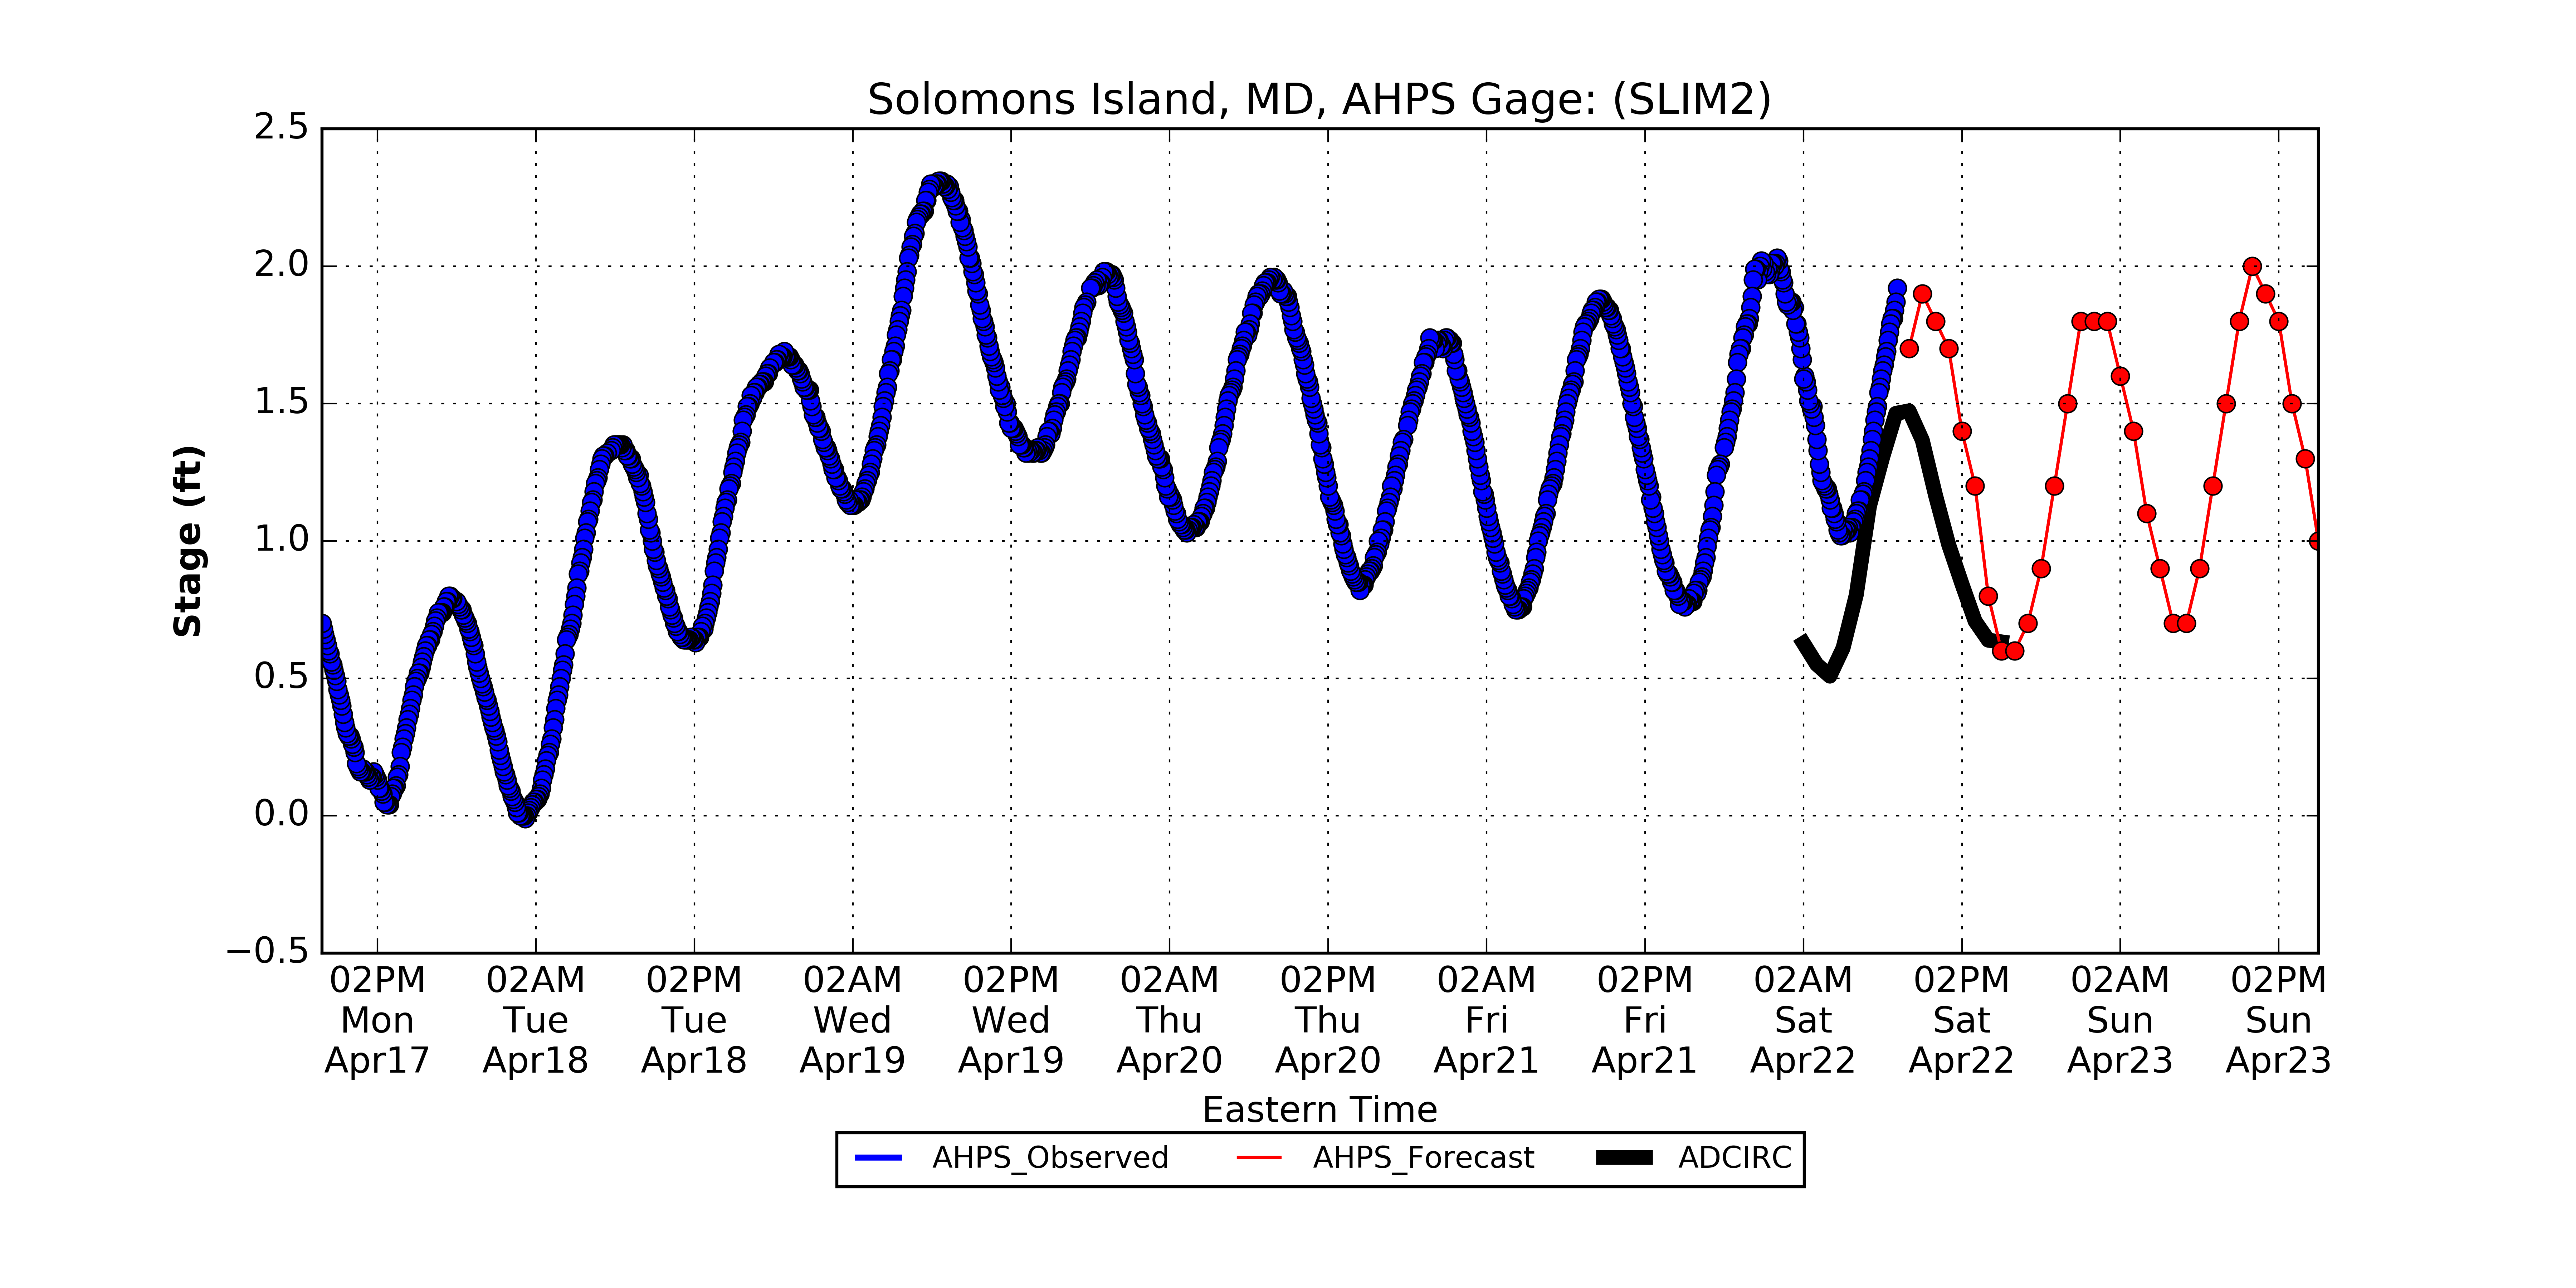 Solomons Island, MD, AHPS Gage: (SLIM2)
2.5
2.0
1.5
1.0
0.5
0.0
−0.5
Stage (ft)
02PM 02AM 02PM 02AM 02PM 02AM 02PM 02AM 02PM 02AM 02PM 02AM 02PM
Mon Tue Tue Wed Wed Thu Thu Fri Fri Sat Sat Sun Sun
Apr17 Apr18 Apr18 Apr19 Apr19 Apr20 Apr20 Apr21 Apr21 Apr22 Apr22 Apr23 Apr23
Eastern Time
AHPS_Observed AHPS_Forecast ADCIRC